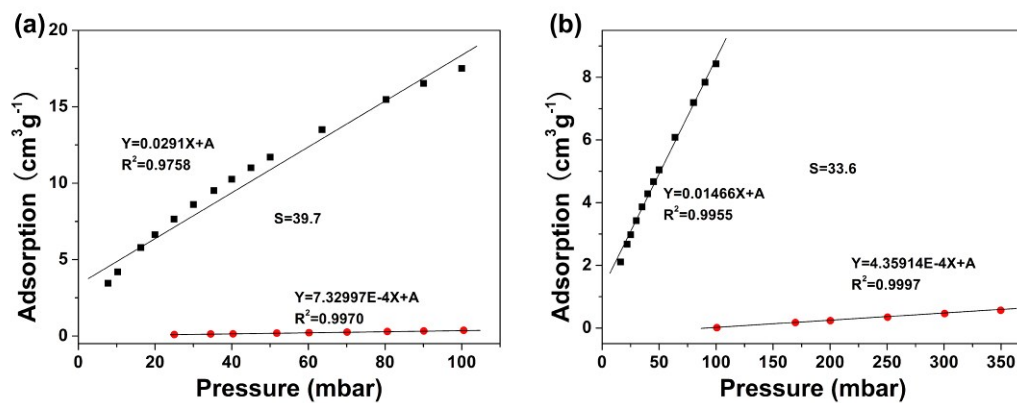 (a)
20
15
10
5
0
Adsorption (cm³g⁻¹)
Y=0.0291X+A
R²=0.9758
S=39.7
Y=7.32997E-4X+A
R²=0.9970
0 20 40 60 80 100
Pressure (mbar)
(b)
8
6
4
2
0
Adsorption (cm³g⁻¹)
S=33.6
Y=0.01466X+A
R²=0.9955
Y=4.35914E-4X+A
R²=0.9997
0 50 100 150 200 250 300 350
Pressure (mbar)